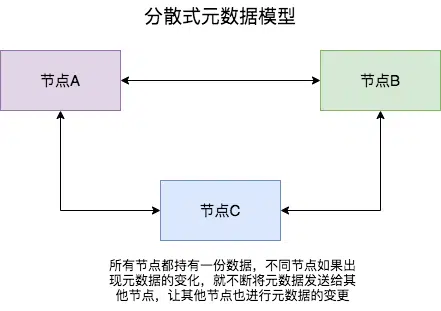 分散式元数据模型
节点A
节点B
节点C
所有节点都持有一份数据，不同节点如果出
现元数据的变化，就不断将元数据发送给其
他节点，让其他节点也进行元数据的变更